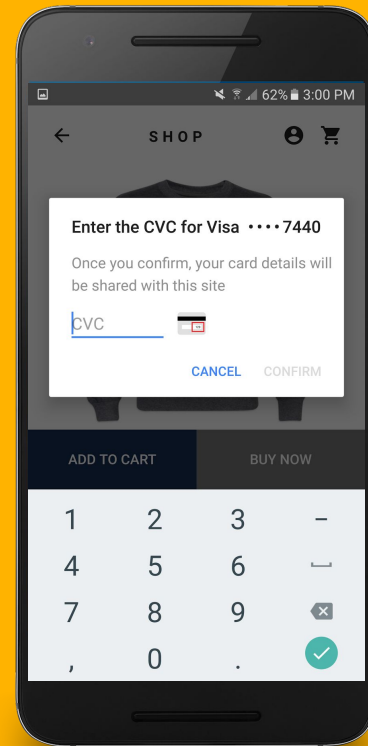 62% 3:00 PM
SHOP
Enter the CVC for Visa ····7440
Once you confirm, your card details will
be shared with this site
CVC
CANCEL CONFIRM
ADD TO CART BUY NOW
1 2 3 –
4 5 6
7 8 9
, 0 .